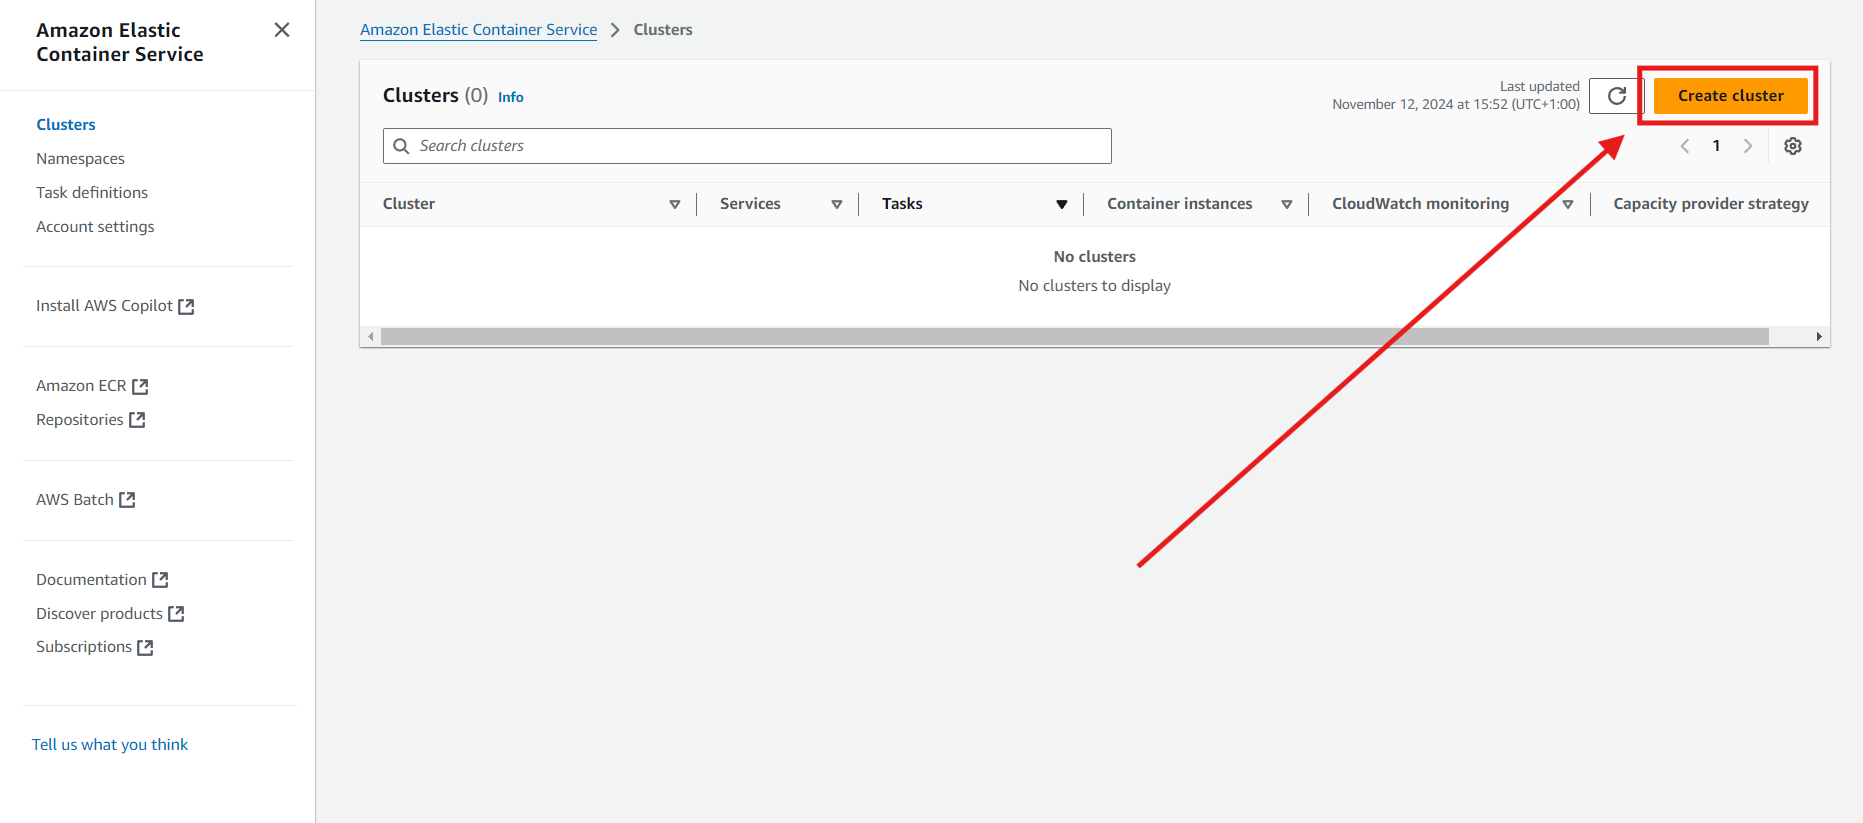 Amazon Elastic
Container Service
Clusters
Namespaces
Task definitions
Account settings
Install AWS Copilot
Amazon ECR
Repositories
AWS Batch
Documentation
Discover products
Subscriptions
Tell us what you think
Amazon Elastic Container Service > Clusters
Clusters (0) Info
Last updated
November 12, 2024 at 15:52 (UTC+1:00)
Create cluster
Search clusters
1
Cluster Services Tasks Container instances CloudWatch monitoring Capacity provider strategy
No clusters
No clusters to display